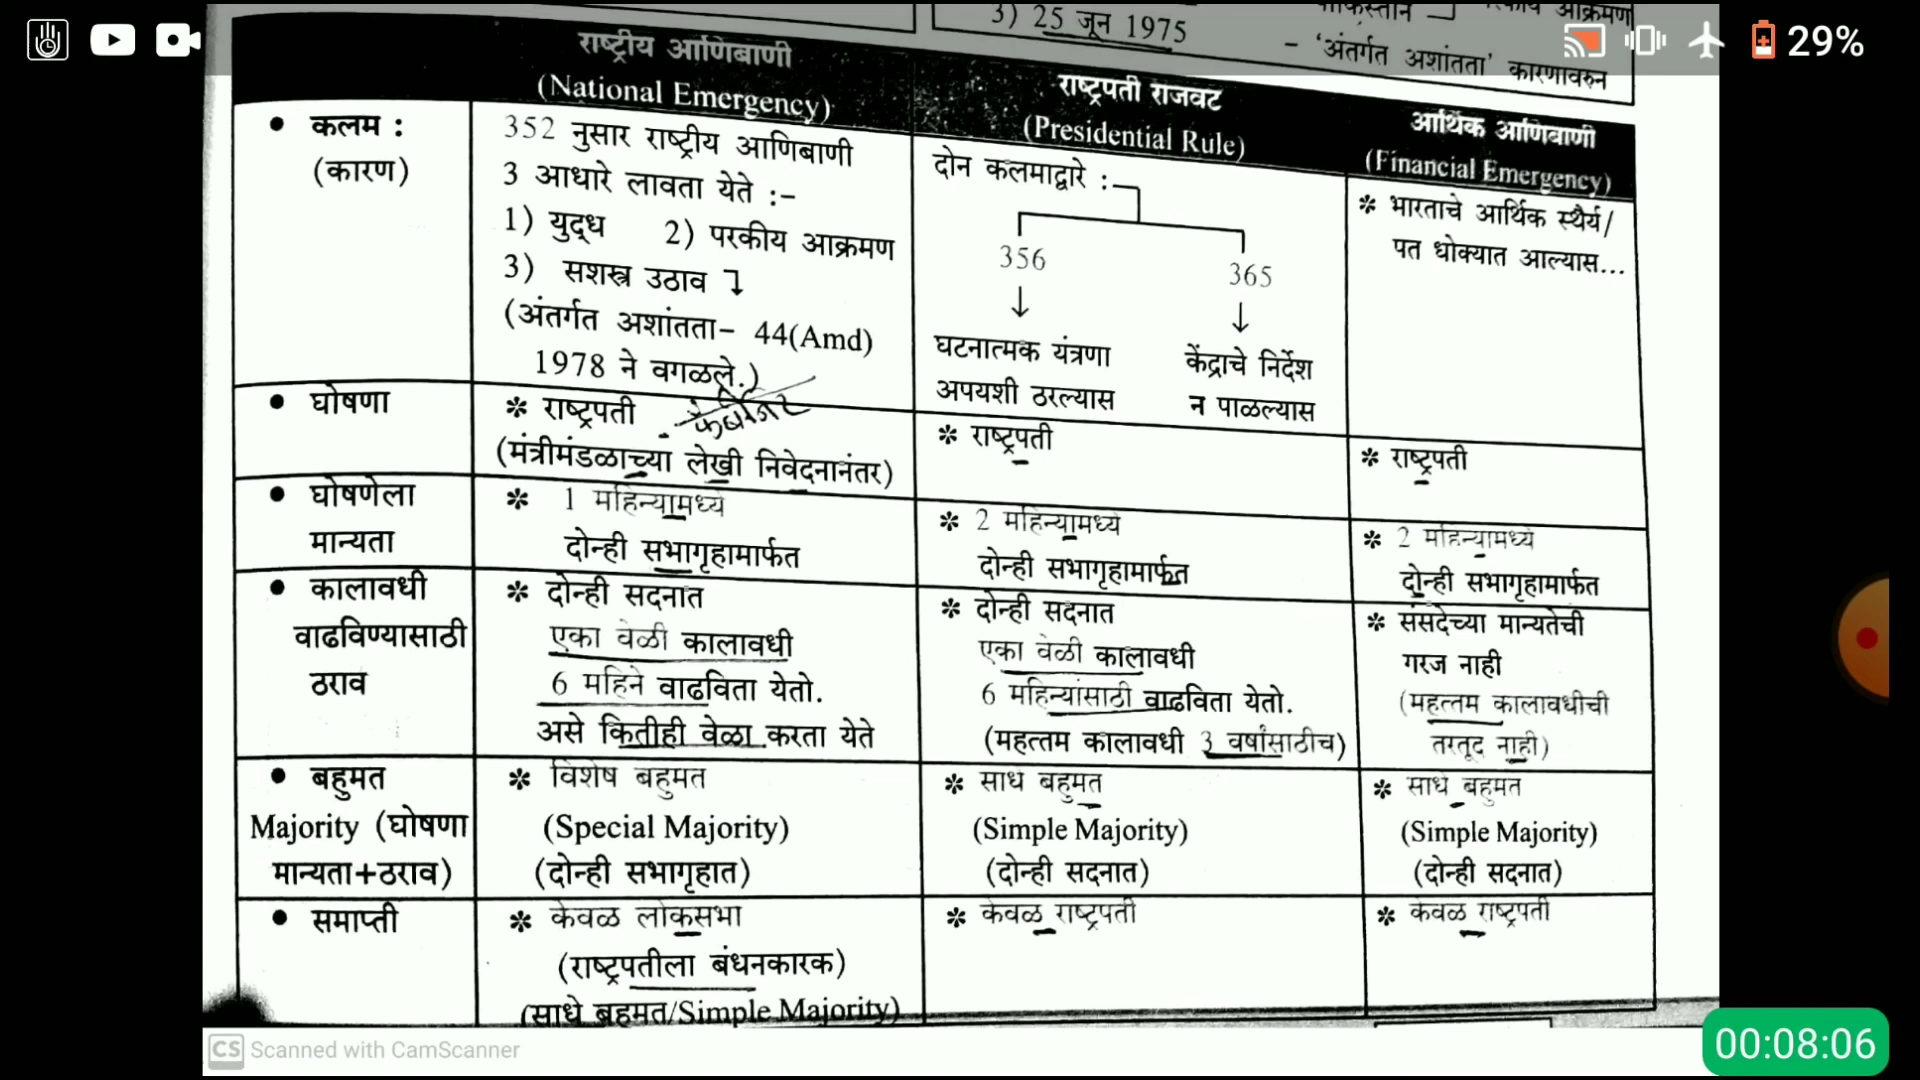 29%
3) 25 जून 1975
- 'अंतर्गत अशांतता' कारणावरुन
राष्ट्रीय आणिबाणी
(National Emergency)
राष्ट्रपती राजवट
(Presidential Rule)
आर्थिक आणिबाणी
(Financial Emergency)
• कलम :
(कारण)
352 नुसार राष्ट्रीय आणिबाणी
3 आधारे लावता येते :-
1) युद्ध 2) परकीय आक्रमण
3) सशस्त्र उठाव
(अंतर्गत अशांतता- 44(Amd)
1978 ने वगळले.)
दोन कलमाद्वारे :-
356
365
घटनात्मक यंत्रणा
अपयशी ठरल्यास
केंद्राचे निर्देश
न पाळल्यास
* भारताचे आर्थिक स्थैर्य/
पत धोक्यात आल्यास...
• घोषणा
* राष्ट्रपती
(मंत्रीमंडळाच्या लेखी निवेदनानंतर)
* राष्ट्रपती
* राष्ट्रपती
• घोषणेला
मान्यता
* 1 महिन्यामध्ये
दोन्ही सभागृहामार्फत
* 2 महिन्यामध्ये
दोन्ही सभागृहामार्फत
* 2 महिन्यामध्ये
दोन्ही सभागृहामार्फत
• कालावधी
वाढविण्यासाठी
ठराव
* दोन्ही सदनात
एका वेळी कालावधी
6 महिने वाढविता येतो.
असे कितीही वेळा करता येते
* दोन्ही सदनात
एका वेळी कालावधी
6 महिन्यांसाठी वाढविता येतो.
(महत्तम कालावधी 3 वर्षांसाठीच)
* संसदेच्या मान्यतेची
गरज नाही
(महत्तम कालावधीची
तरतूद नाही)
• बहुमत
Majority (घोषणा
मान्यता+ठराव)
* विशेष बहुमत
(Special Majority)
(दोन्ही सभागृहात)
* साधे बहुमत
(Simple Majority)
(दोन्ही सदनात)
* साधे बहुमत
(Simple Majority)
(दोन्ही सदनात)
• समाप्ती
* केवळ लोकसभा
(राष्ट्रपतीला बंधनकारक)
(साधे बहुमत/Simple Majority)
* केवळ राष्ट्रपती
* केवळ राष्ट्रपती
CS Scanned with CamScanner
00:08:06